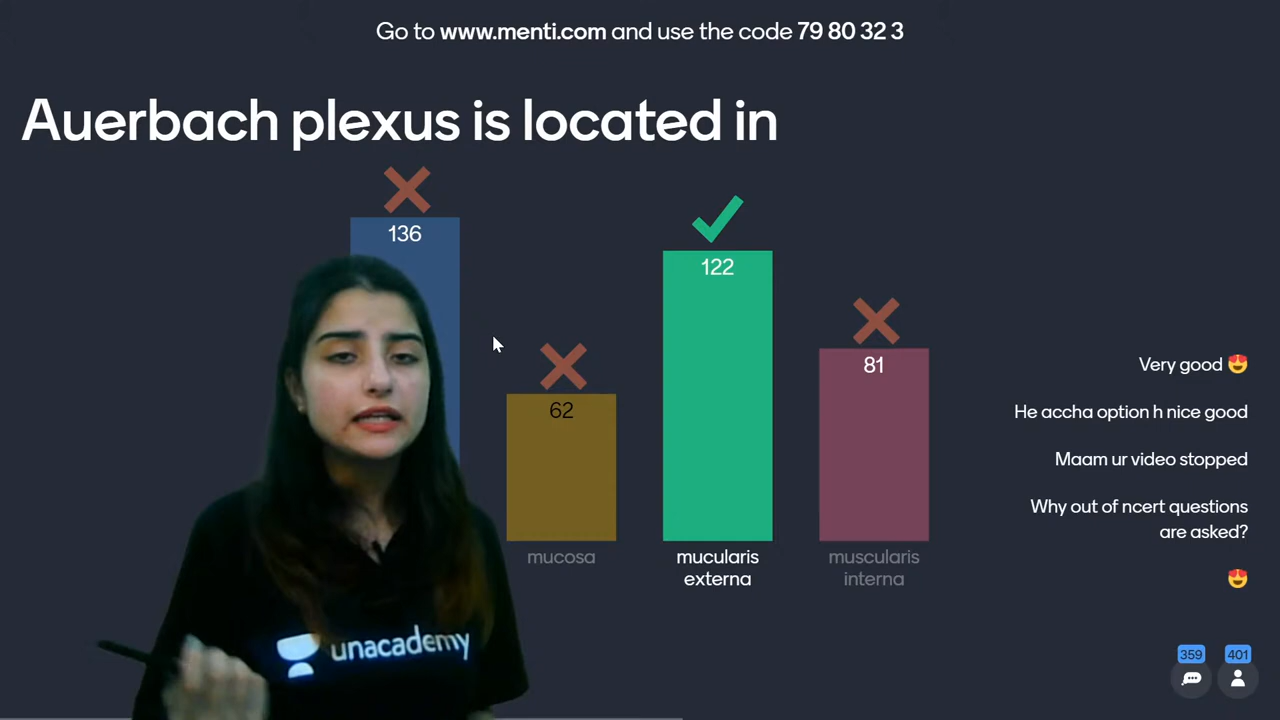 Go to www.menti.com and use the code 79 80 32 3
Auerbach plexus is located in
136
62
122
81
mucosa
mucularis
externa
muscularis
interna
Very good 😍
He accha option h nice good
Maam ur video stopped
Why out of ncert questions
are asked?
😍
unacademy
359
401